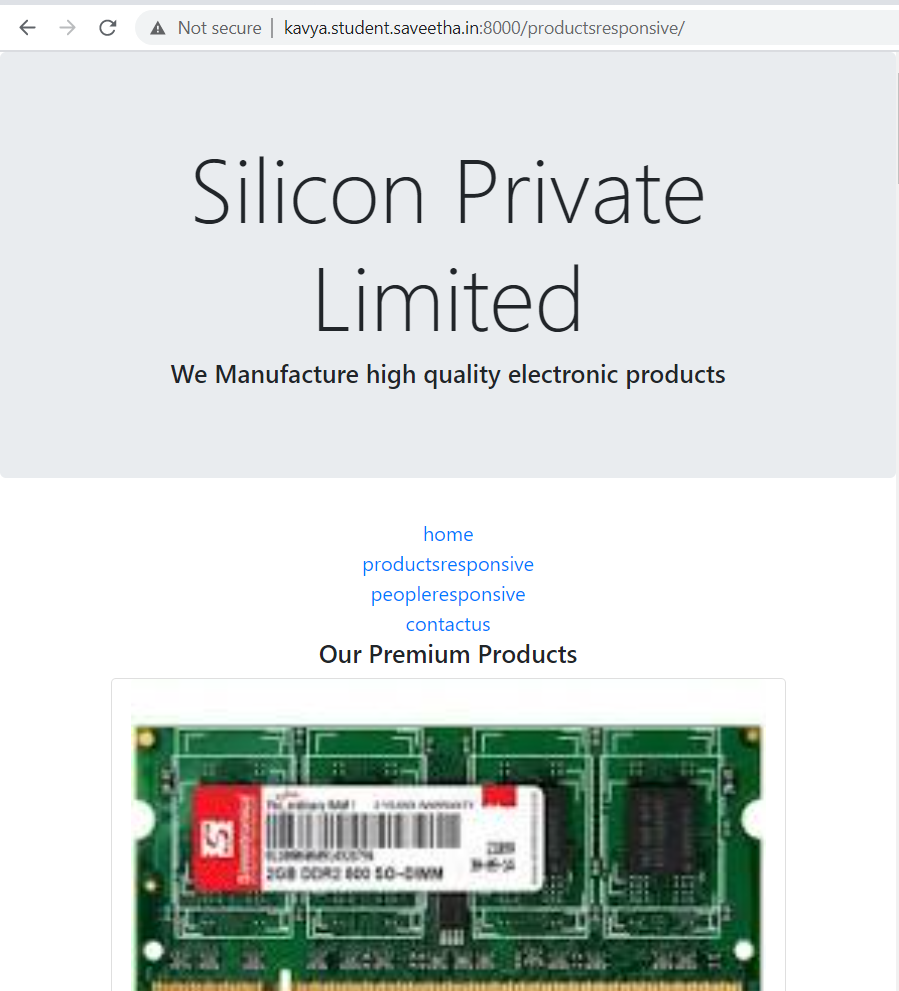 Not secure | kavya.student.saveetha.in:8000/productsresponsive/
Silicon Private
Limited
We Manufacture high quality electronic products
home
productsresponsive
peopleresponsive
contactus
Our Premium Products
2GB DDR2 800 SO-DIMM